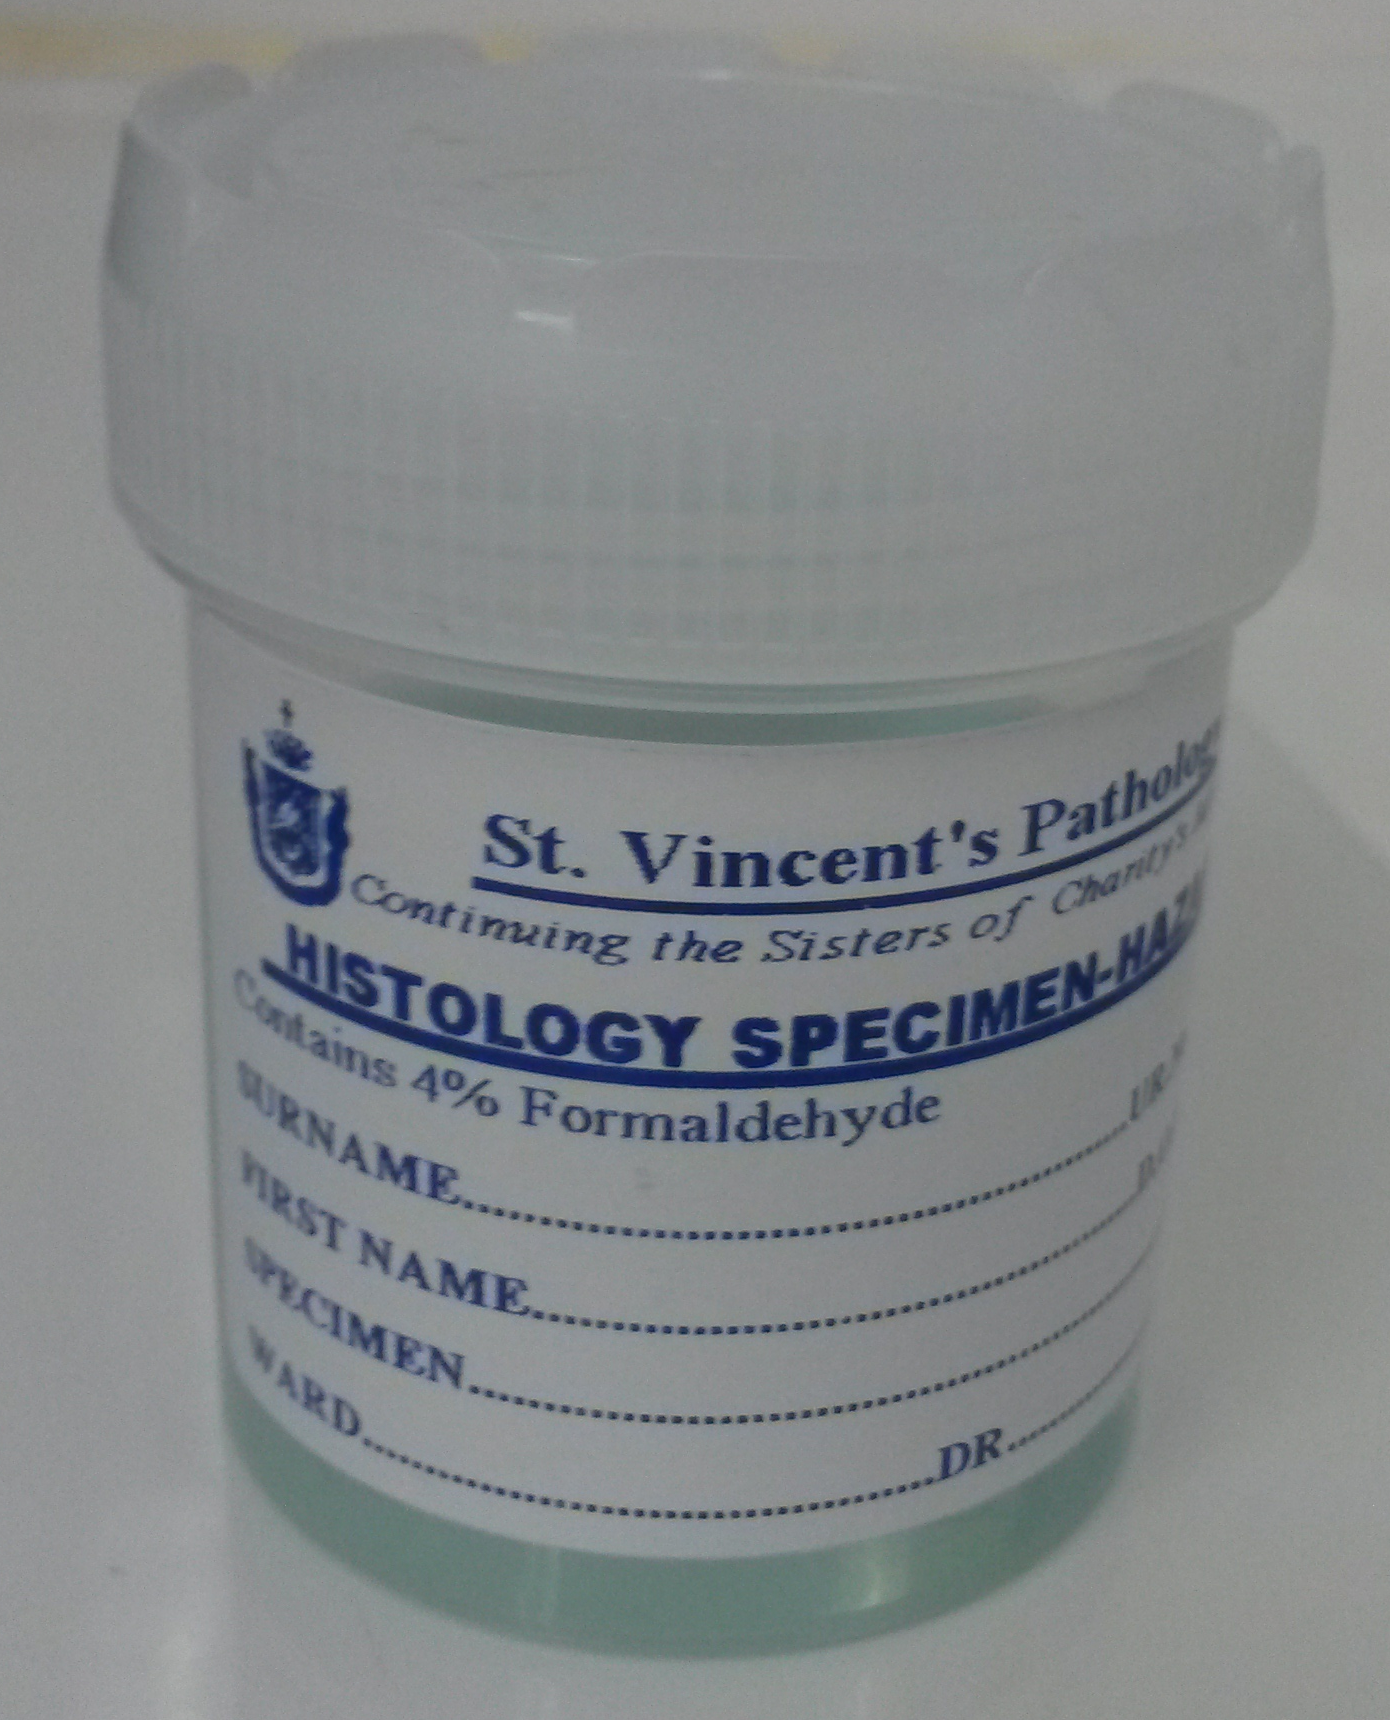 St. Vincent's Patholog
Continuing the Sisters of Charity's
HISTOLOGY SPECIMEN-HAZ
Contains 4% Formaldehyde
SURNAME..................................................UR.
FIRST NAME..................................................D.
SPECIMEN..................................................
WARD..................................................DR..........